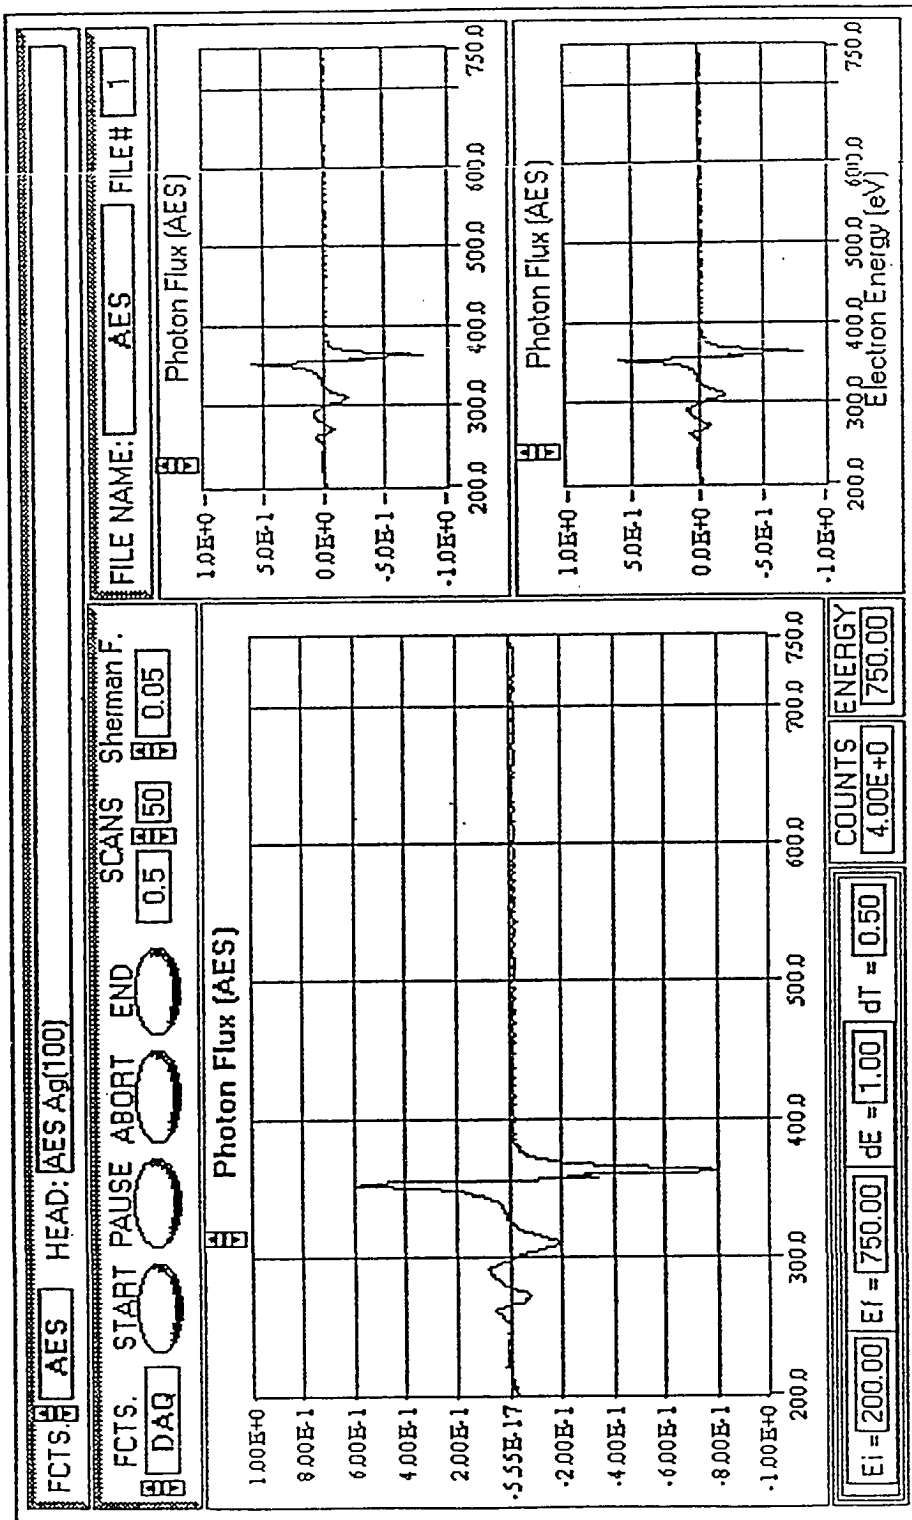 FCTS. AES HEAD: AES Ag(100)
FCTS. START PAUSE ABORT END SCANS Sherman F.
DAQ 0.5 50 0.05
FILE NAME: AES FILE# 1
Photon Flux (AES)
1.00E+0
8.00E-1
6.00E-1
4.00E-1
2.00E-1
-5.55E-17
-2.00E-1
-4.00E-1
-6.00E-1
-8.00E-1
-1.00E+0
200.0 300.0 400.0 500.0 600.0 700.0 750.0
Photon Flux (AES)
1.0E+0
5.0E-1
0.0E+0
-5.0E-1
-1.0E+0
200.0 300.0 400.0 500.0 600.0 750.0
Photon Flux (AES)
1.0E+0
5.0E-1
0.0E+0
-5.0E-1
-1.0E+0
200.0 300.0 400.0 500.0 600.0 750.0
Electron Energy (eV)
Ei = 200.00 Ef = 750.00 dE = 1.00 dT = 0.50
COUNTS ENERGY
4.00E+0 750.00